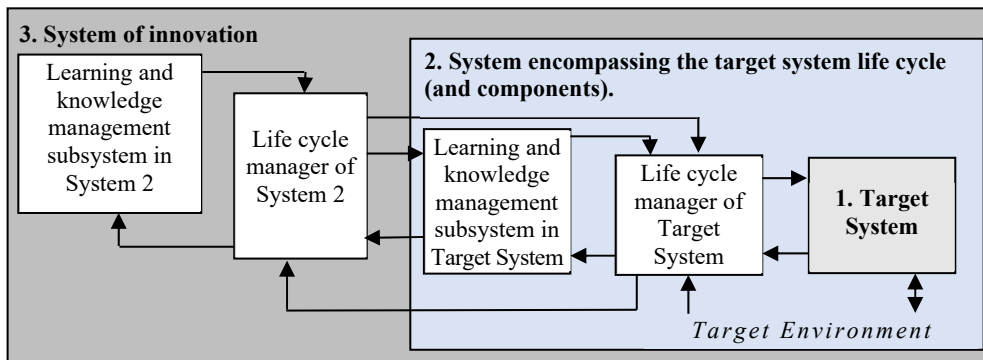 3. System of innovation
Learning and
knowledge
management
subsystem in
System 2
Life cycle
manager of
System 2
2. System encompassing the target system life cycle
(and components).
Learning and
knowledge
management
subsystem in
Target System
Life cycle
manager of
Target
System
1. Target
System
Target Environment